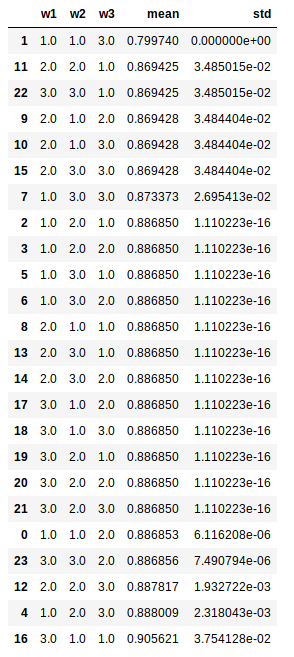 w1 w2 w3 mean std
1 1.0 1.0 3.0 0.799740 0.000000e+00
11 2.0 2.0 1.0 0.869425 3.485015e-02
22 3.0 3.0 1.0 0.869425 3.485015e-02
9 2.0 1.0 2.0 0.869428 3.484404e-02
10 2.0 1.0 3.0 0.869428 3.484404e-02
15 2.0 3.0 3.0 0.869428 3.484404e-02
7 1.0 3.0 3.0 0.873373 2.695413e-02
2 1.0 2.0 1.0 0.886850 1.110223e-16
3 1.0 2.0 2.0 0.886850 1.110223e-16
5 1.0 3.0 1.0 0.886850 1.110223e-16
6 1.0 3.0 2.0 0.886850 1.110223e-16
8 2.0 1.0 1.0 0.886850 1.110223e-16
13 2.0 3.0 1.0 0.886850 1.110223e-16
14 2.0 3.0 2.0 0.886850 1.110223e-16
17 3.0 1.0 2.0 0.886850 1.110223e-16
18 3.0 1.0 3.0 0.886850 1.110223e-16
19 3.0 2.0 1.0 0.886850 1.110223e-16
20 3.0 2.0 2.0 0.886850 1.110223e-16
21 3.0 2.0 3.0 0.886850 1.110223e-16
0 1.0 1.0 2.0 0.886853 6.116208e-06
23 3.0 3.0 2.0 0.886856 7.490794e-06
12 2.0 2.0 3.0 0.887817 1.932722e-03
4 1.0 2.0 3.0 0.888009 2.318043e-03
16 3.0 1.0 1.0 0.905621 3.754128e-02